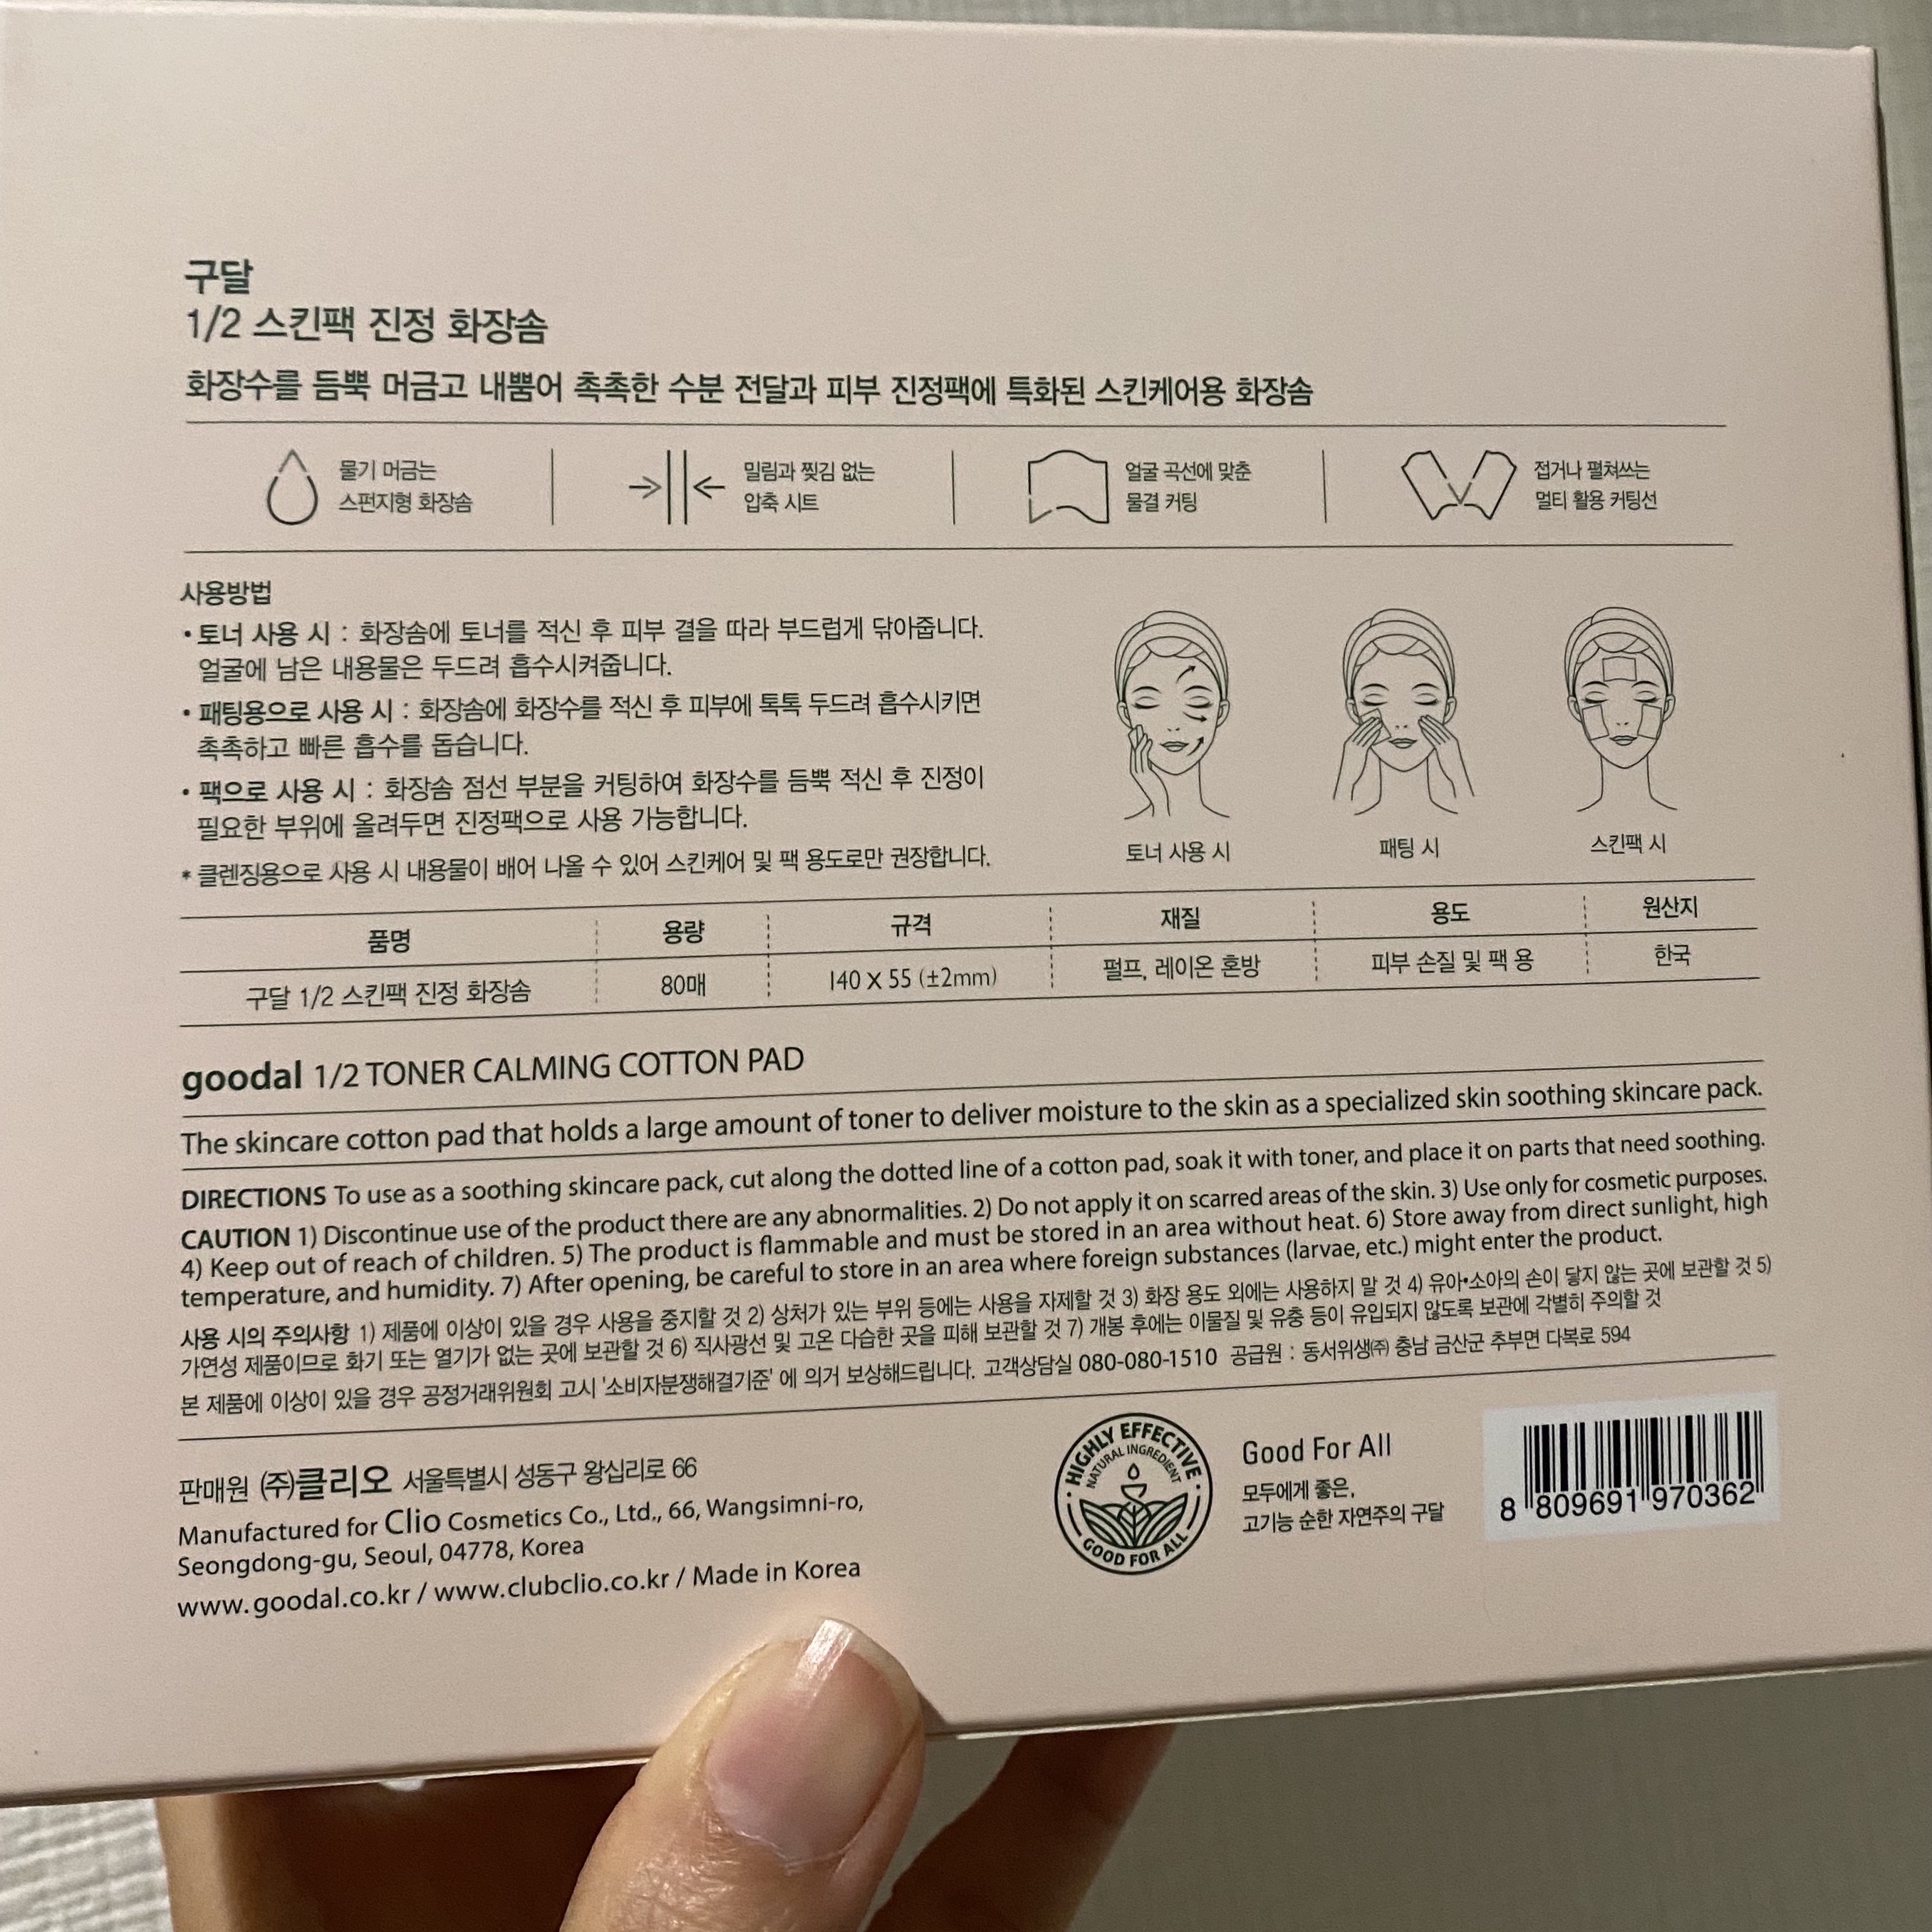 구달
1/2 스킨팩 진정 화장솜
화장수를 듬뿍 머금고 내뿜어 촉촉한 수분 전달과 피부 진정팩에 특화된 스킨케어용 화장솜
물기 머금는
스펀지형 화장솜
밀림과 찢김 없는
압축 시트
얼굴 곡선에 맞춘
물결 커팅
접거나 펼쳐쓰는
멀티 활용 커팅선
사용방법
• 토너 사용 시 : 화장솜에 토너를 적신 후 피부 결을 따라 부드럽게 닦아줍니다.
얼굴에 남은 내용물은 두드려 흡수시켜줍니다.
• 패팅용으로 사용 시 : 화장솜에 화장수를 적신 후 피부에 톡톡 두드려 흡수시키면
촉촉하고 빠른 흡수를 돕습니다.
• 팩으로 사용 시 : 화장솜 점선 부분을 커팅하여 화장수를 듬뿍 적신 후 진정이
필요한 부위에 올려두면 진정팩으로 사용 가능합니다.
* 클렌징용으로 사용 시 내용물이 배어 나올 수 있어 스킨케어 및 팩 용도로만 권장합니다.
토너 사용 시
패팅 시
스킨팩 시
품명 용량 규격 재질 용도 원산지
구달 1/2 스킨팩 진정 화장솜 80매 140 X 55 (±2mm) 펄프, 레이온 혼방 피부 손질 및 팩 용 한국
goodal 1/2 TONER CALMING COTTON PAD
The skincare cotton pad that holds a large amount of toner to deliver moisture to the skin as a specialized skin soothing skincare pack.
DIRECTIONS To use as a soothing skincare pack, cut along the dotted line of a cotton pad, soak it with toner, and place it on parts that need soothing.
CAUTION 1) Discontinue use of the product there are any abnormalities. 2) Do not apply it on scarred areas of the skin. 3) Use only for cosmetic purposes.
4) Keep out of reach of children. 5) The product is flammable and must be stored in an area without heat. 6) Store away from direct sunlight, high
temperature, and humidity. 7) After opening, be careful to store in an area where foreign substances (larvae, etc.) might enter the product.
사용 시의 주의사항 1) 제품에 이상이 있을 경우 사용을 중지할 것 2) 상처가 있는 부위 등에는 사용을 자제할 것 3) 화장 용도 외에는 사용하지 말 것 4) 유아•소아의 손이 닿지 않는 곳에 보관할 것 5)
가연성 제품이므로 화기 또는 열기가 없는 곳에 보관할 것 6) 직사광선 및 고온 다습한 곳을 피해 보관할 것 7) 개봉 후에는 이물질 및 유충 등이 유입되지 않도록 보관에 각별히 주의할 것
본 제품에 이상이 있을 경우 공정거래위원회 고시 '소비자분쟁해결기준' 에 의거 보상해드립니다. 고객상담실 080-080-1510 공급원 : 동서위생㈜ 충남 금산군 추부면 다복로 594
판매원 (주)클리오 서울특별시 성동구 왕십리로 66
Manufactured for Clio Cosmetics Co., Ltd., 66, Wangsimni-ro,
Seongdong-gu, Seoul, 04778, Korea
www.goodal.co.kr / www.clubclio.co.kr / Made in Korea
HIGHLY EFFECTIVE
NATURAL INGREDIENT
GOOD FOR ALL
Good For All
모두에게 좋은,
고기능 순한 자연주의 구달
8 809691 970362